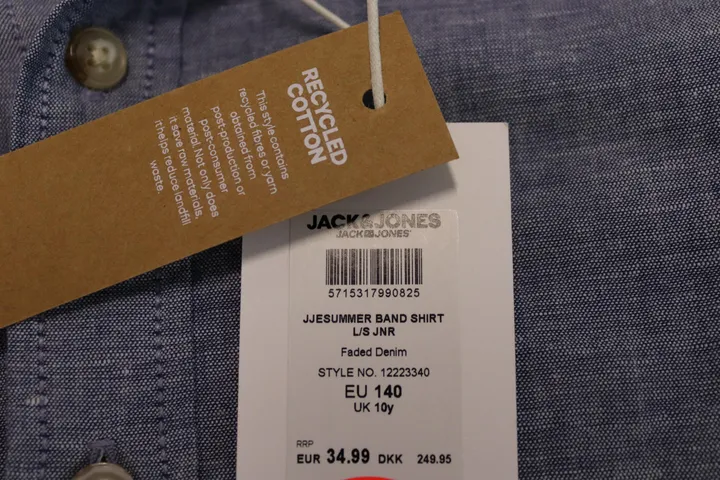 RECYCLED
COTTON
This style contains
recycled fibres or yarn
obtained from
post-production or
post-consumer
material. Not only does
it save raw materials,
it helps reduce landfill
waste.
JACK&JONES
JACK&JONES
5715317990825
JJESUMMER BAND SHIRT
L/S JNR
Faded Denim
STYLE NO. 12223340
EU 140
UK 10y
RRP
EUR 34.99 DKK 249.95